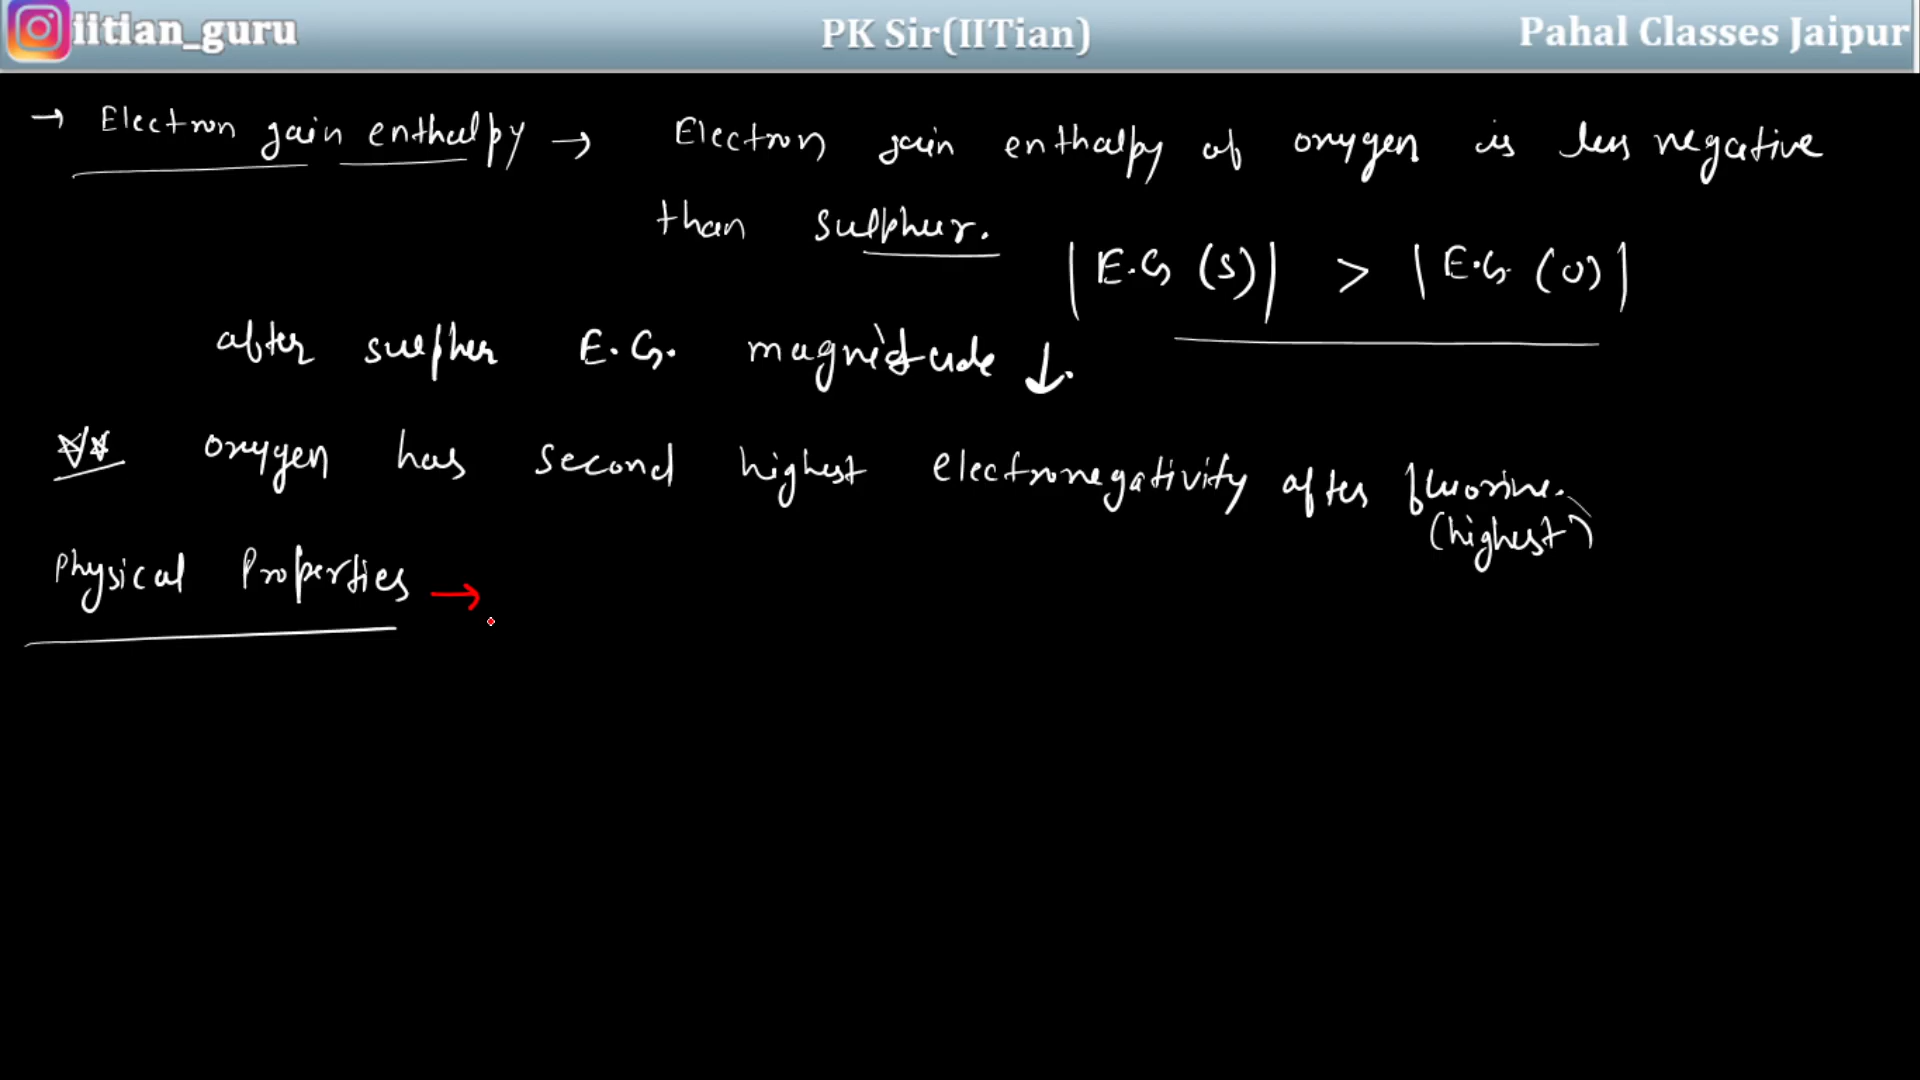 iitian_guru PK Sir(IITian) Pahal Classes Jaipur
→ Electron gain enthalpy → Electron gain enthalpy of oxygen is less negative
than sulphur.
|E.G (S)| > |E.G. (O)|
after sulpher E.G. magnitude ↓.
oxygen has second highest electronegativity after fluorine.
(highest)
Physical Properties →